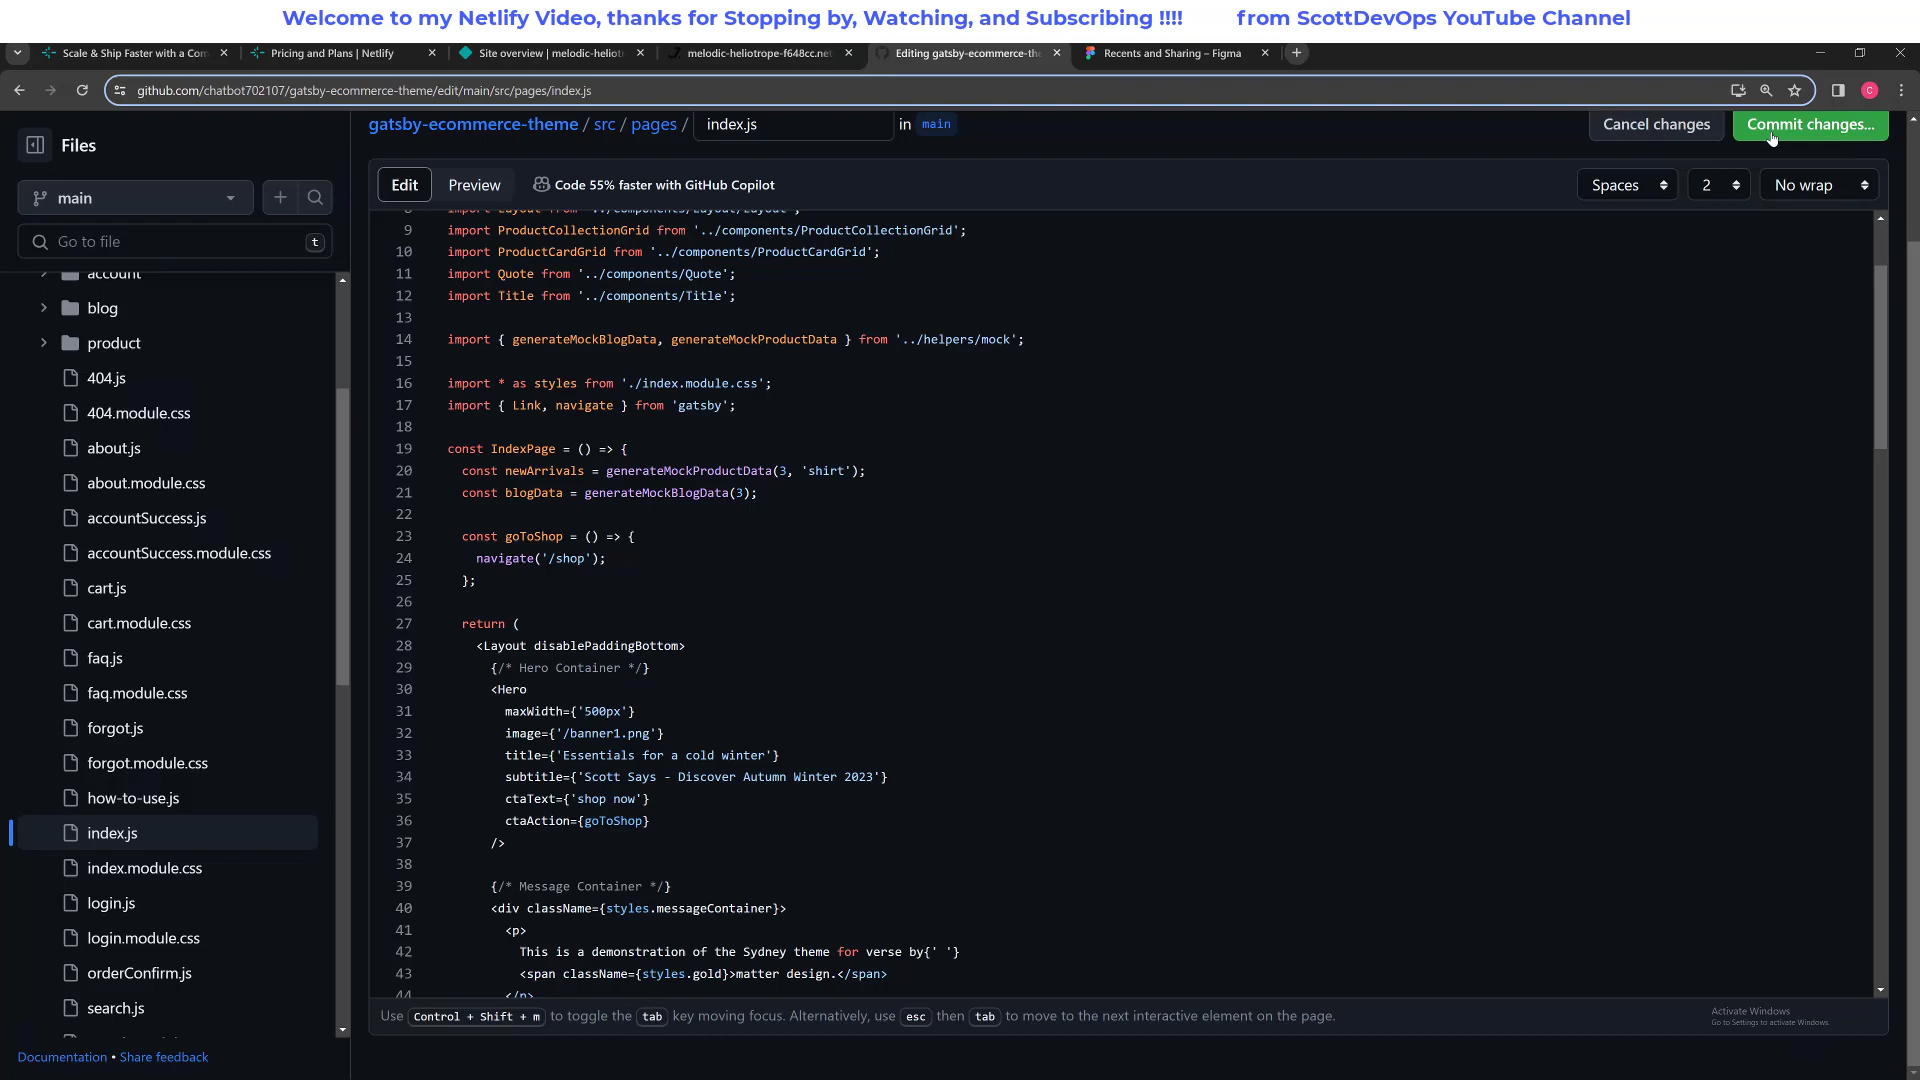 Welcome to my Netlify Video, thanks for Stopping by, Watching, and Subscribing !!!! from ScottDevOps YouTube Channel
Scale & Ship Faster with a Com
Pricing and Plans | Netlify
Site overview | melodic-heliot
melodic-heliotrope-f648cc.net
Editing gatsby-ecommerce-the
Recents and Sharing – Figma
github.com/chatbot702107/gatsby-ecommerce-theme/edit/main/src/pages/index.js
C
Files
gatsby-ecommerce-theme / src / pages / index.js in main
Cancel changes
Commit changes...
main
Edit
Preview
Code 55% faster with GitHub Copilot
Spaces
2
No wrap
Go to file
t
account
blog
product
404.js
404.module.css
about.js
about.module.css
accountSuccess.js
accountSuccess.module.css
cart.js
cart.module.css
faq.js
faq.module.css
forgot.js
forgot.module.css
how-to-use.js
index.js
index.module.css
login.js
login.module.css
orderConfirm.js
search.js
Documentation • Share feedback
8 import Layout from '../components/Layout/Layout';
9 import ProductCollectionGrid from '../components/ProductCollectionGrid';
10 import ProductCardGrid from '../components/ProductCardGrid';
11 import Quote from '../components/Quote';
12 import Title from '../components/Title';
13
14 import { generateMockBlogData, generateMockProductData } from '../helpers/mock';
15
16 import * as styles from './index.module.css';
17 import { Link, navigate } from 'gatsby';
18
19 const IndexPage = () => {
20 const newArrivals = generateMockProductData(3, 'shirt');
21 const blogData = generateMockBlogData(3);
22
23 const goToShop = () => {
24 navigate('/shop');
25 };
26
27 return (
28 <Layout disablePaddingBottom>
29 {/* Hero Container */}
30 <Hero
31 maxWidth={'500px'}
32 image={'/banner1.png'}
33 title={'Essentials for a cold winter'}
34 subtitle={'Scott Says - Discover Autumn Winter 2023'}
35 ctaText={'shop now'}
36 ctaAction={goToShop}
37 />
38
39 {/* Message Container */}
40 <div className={styles.messageContainer}>
41 <p>
42 This is a demonstration of the Sydney theme for verse by{' '}
43 <span className={styles.gold}>matter design.</span>
44 </p>
Use Control + Shift + m to toggle the tab key moving focus. Alternatively, use esc then tab to move to the next interactive element on the page.
Activate Windows
Go to Settings to activate Windows.